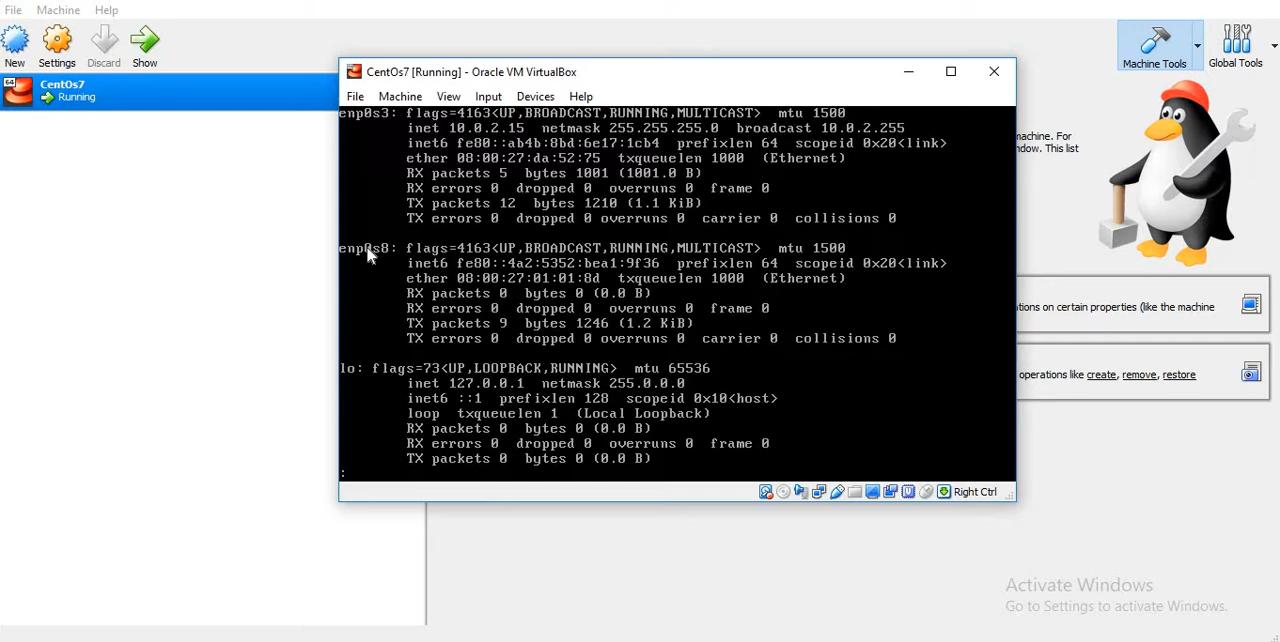 File Machine Help
New Settings Discard Show
Machine Tools Global Tools
64 CentOs7
Running
CentOs7 [Running] - Oracle VM VirtualBox
File Machine View Input Devices Help
enp0s3: flags=4163<UP,BROADCAST,RUNNING,MULTICAST> mtu 1500
inet 10.0.2.15 netmask 255.255.255.0 broadcast 10.0.2.255
inet6 fe80::ab4b:8bd:6e17:1cb4 prefixlen 64 scopeid 0x20<link>
ether 08:00:27:da:52:75 txqueuelen 1000 (Ethernet)
RX packets 5 bytes 1001 (1001.0 B)
RX errors 0 dropped 0 overruns 0 frame 0
TX packets 12 bytes 1210 (1.1 KiB)
TX errors 0 dropped 0 overruns 0 carrier 0 collisions 0
enp0s8: flags=4163<UP,BROADCAST,RUNNING,MULTICAST> mtu 1500
inet6 fe80::4a2:5352:bea1:9f36 prefixlen 64 scopeid 0x20<link>
ether 08:00:27:01:01:8d txqueuelen 1000 (Ethernet)
RX packets 0 bytes 0 (0.0 B)
RX errors 0 dropped 0 overruns 0 frame 0
TX packets 9 bytes 1246 (1.2 KiB)
TX errors 0 dropped 0 overruns 0 carrier 0 collisions 0
lo: flags=73<UP,LOOPBACK,RUNNING> mtu 65536
inet 127.0.0.1 netmask 255.0.0.0
inet6 ::1 prefixlen 128 scopeid 0x10<host>
loop txqueuelen 1 (Local Loopback)
RX packets 0 bytes 0 (0.0 B)
RX errors 0 dropped 0 overruns 0 frame 0
TX packets 0 bytes 0 (0.0 B)
:
Right Ctrl
machine. For
ndow. This list
ons on certain properties (like the machine
operations like create, remove, restore
Activate Windows
Go to Settings to activate Windows.